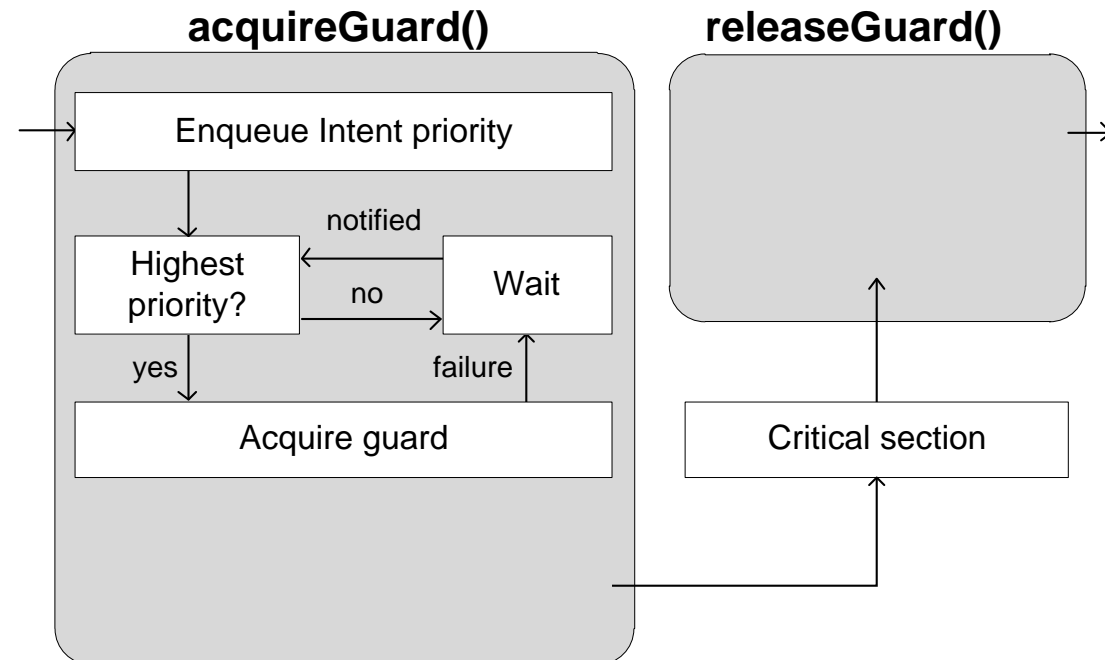 acquireGuard()
releaseGuard()
Enqueue Intent priority
notified
Highest
priority?
no
Wait
yes
failure
Acquire guard
Critical section